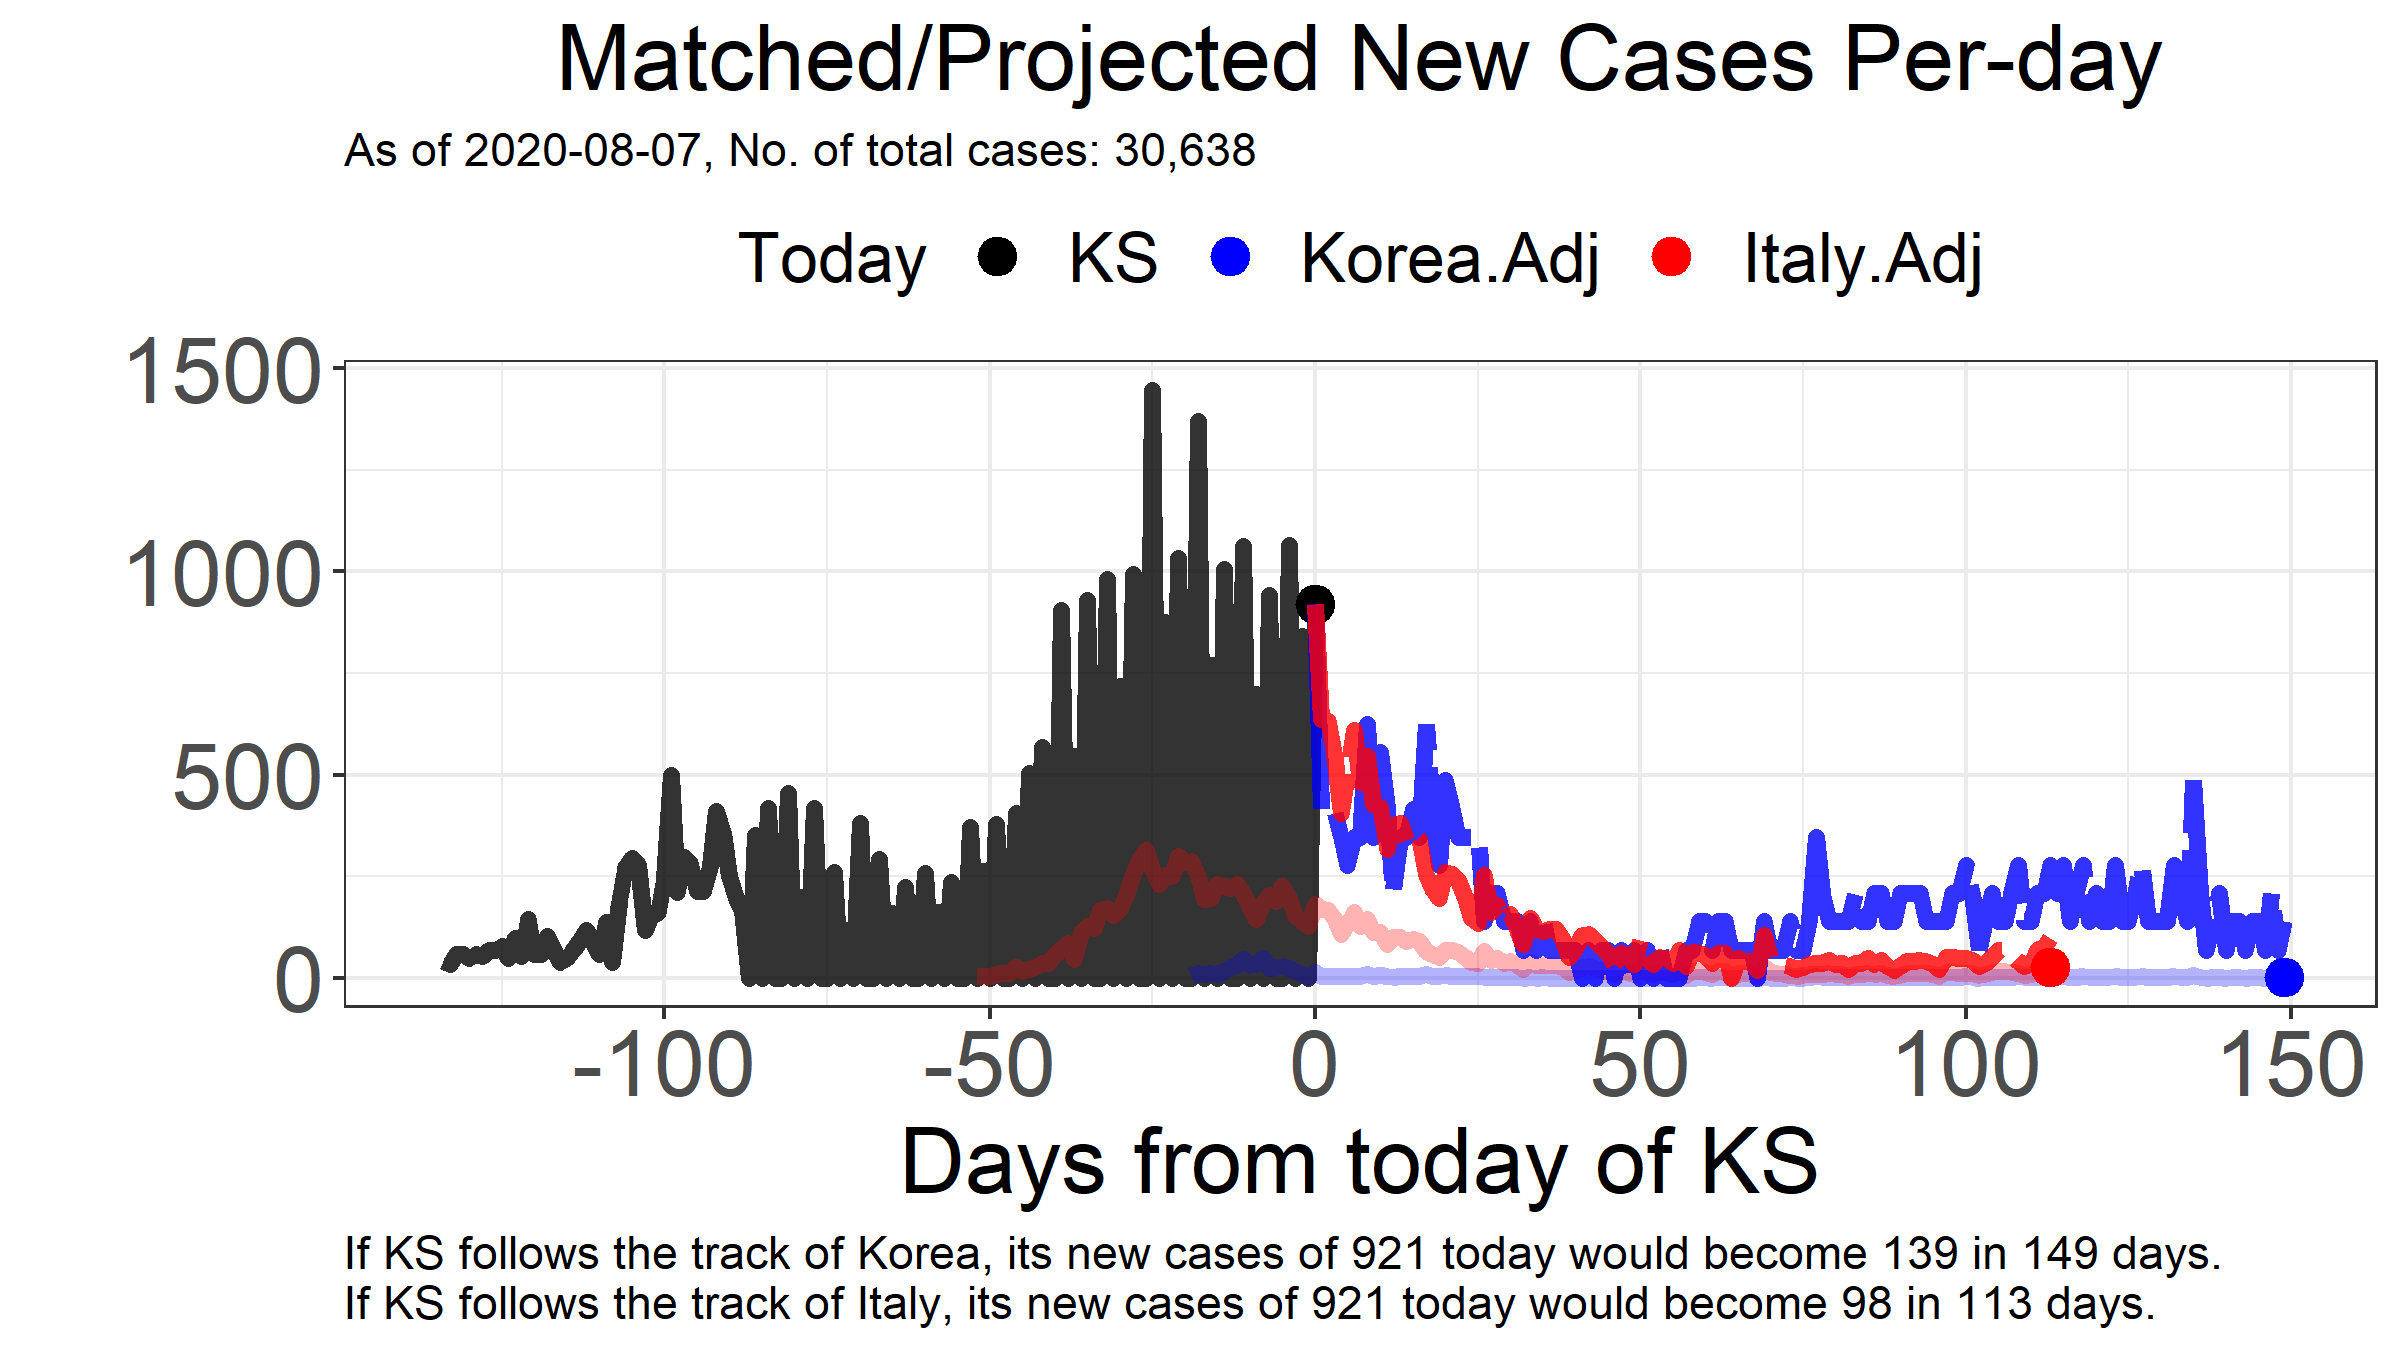 Matched/Projected New Cases Per-day
As of 2020-08-07, No. of total cases: 30,638
Today KS Korea.Adj Italy.Adj
1500
1000
500
0
-100 -50 0 50 100 150
Days from today of KS
If KS follows the track of Korea, its new cases of 921 today would become 139 in 149 days.
If KS follows the track of Italy, its new cases of 921 today would become 98 in 113 days.